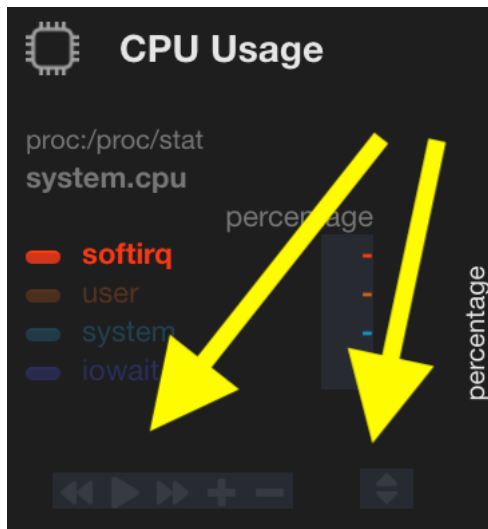 CPU Usage
proc:/proc/stat
system.cpu
percentage
softirq
user
system
iowait
percentage